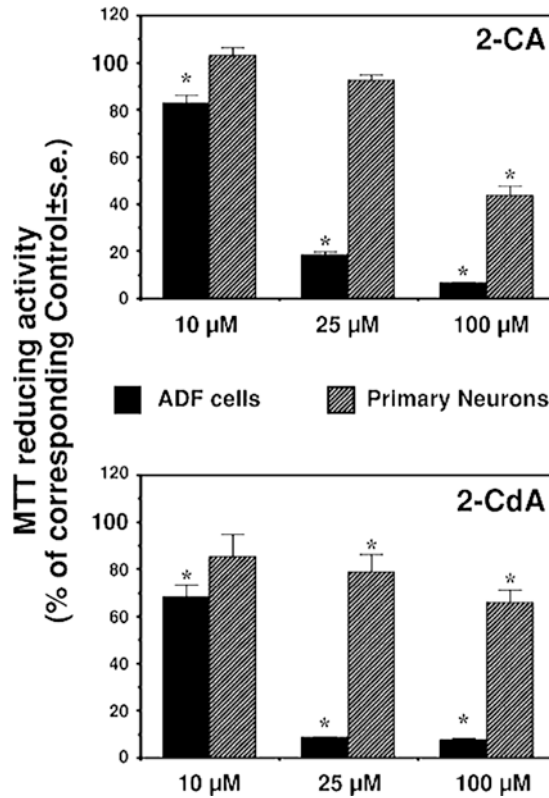 MTT reducing activity
(% of corresponding Control±s.e.)
2-CA
120
100
80
60
40
20
0
*
*
*
*
10 µM
25 µM
100 µM
ADF cells
Primary Neurons
2-CdA
120
100
80
60
40
20
0
*
*
*
*
*
10 µM
25 µM
100 µM